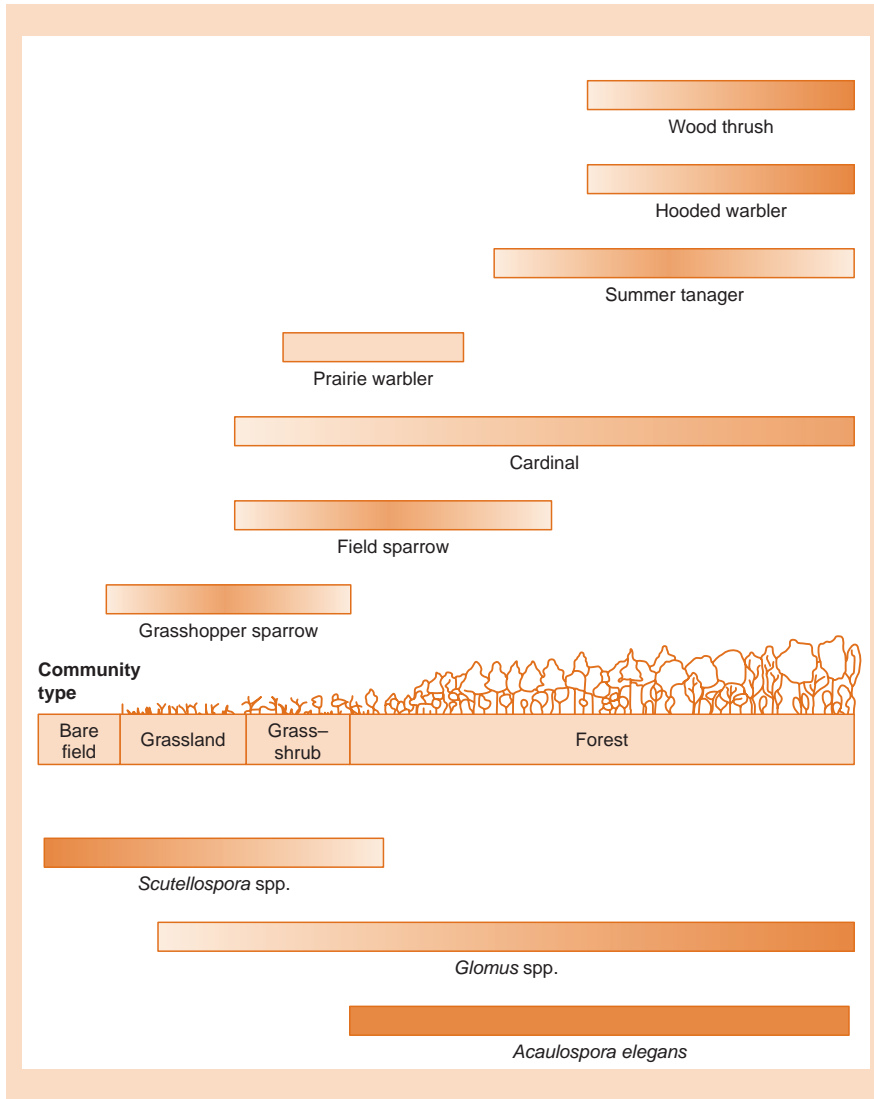 Wood thrush
Hooded warbler
Summer tanager
Prairie warbler
Cardinal
Field sparrow
Grasshopper sparrow
Community
type
Bare
field
Grassland
Grass–
shrub
Forest
Scutellospora spp.
Glomus spp.
Acaulospora elegans